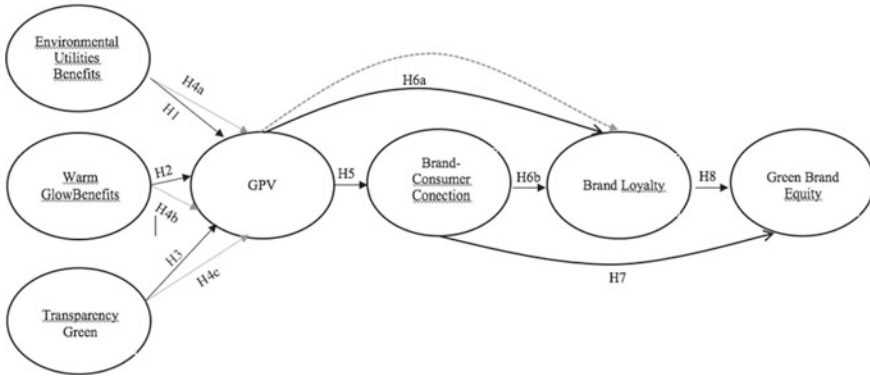 Environmental
Utilities
Benefits
H4a
H1
H6a
Warm
GlowBenefits
H2
H4b
GPV
H5
Brand-
Consumer
Conection
H6b
Brand Loyalty
H8
Green Brand
Equity
H3
H4c
H7
Transparency
Green